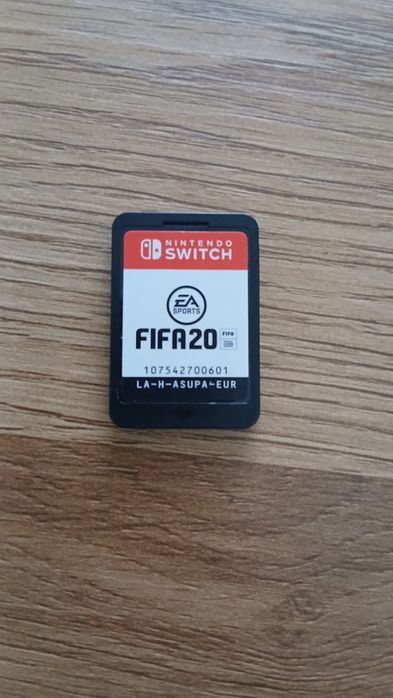 NINTENDO
SWITCH
EA
SPORTS
FIFA20
FIFA
107542700601
LA-H-ASUPA-EUR